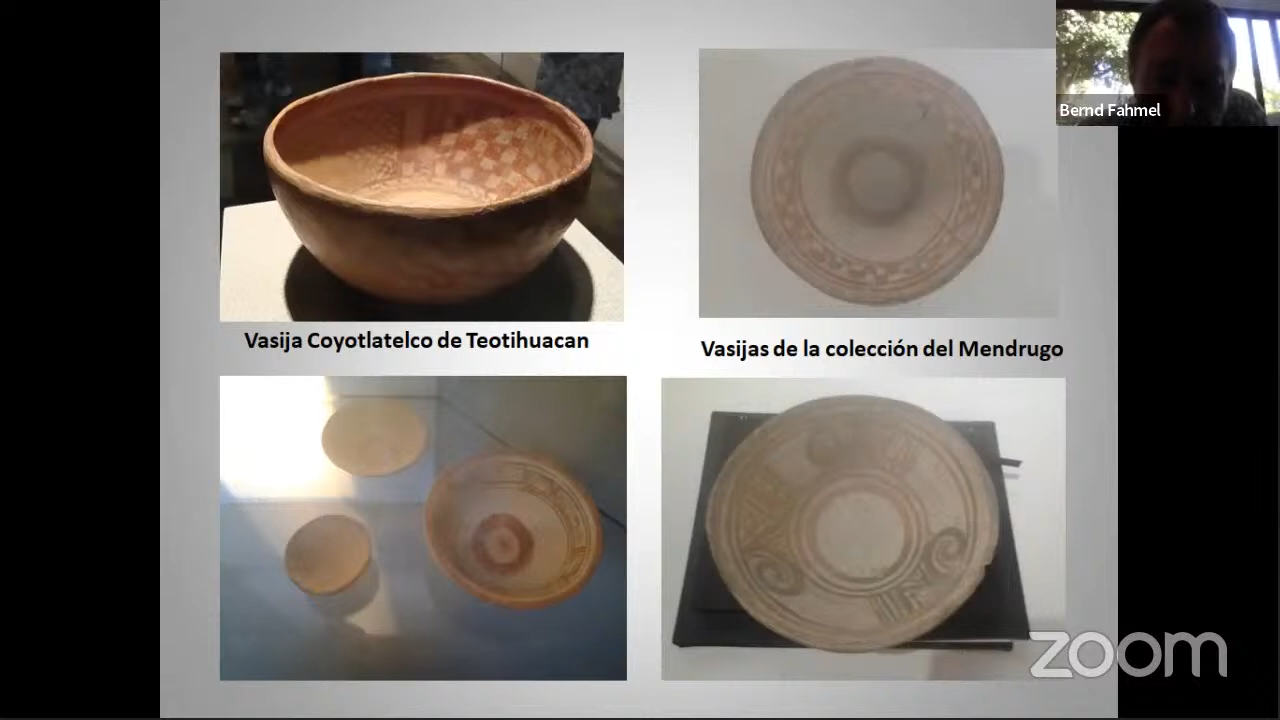 Bernd Fahmel
Vasija Coyotlatelco de Teotihuacan
Vasijas de la colección del Mendrugo
zoom